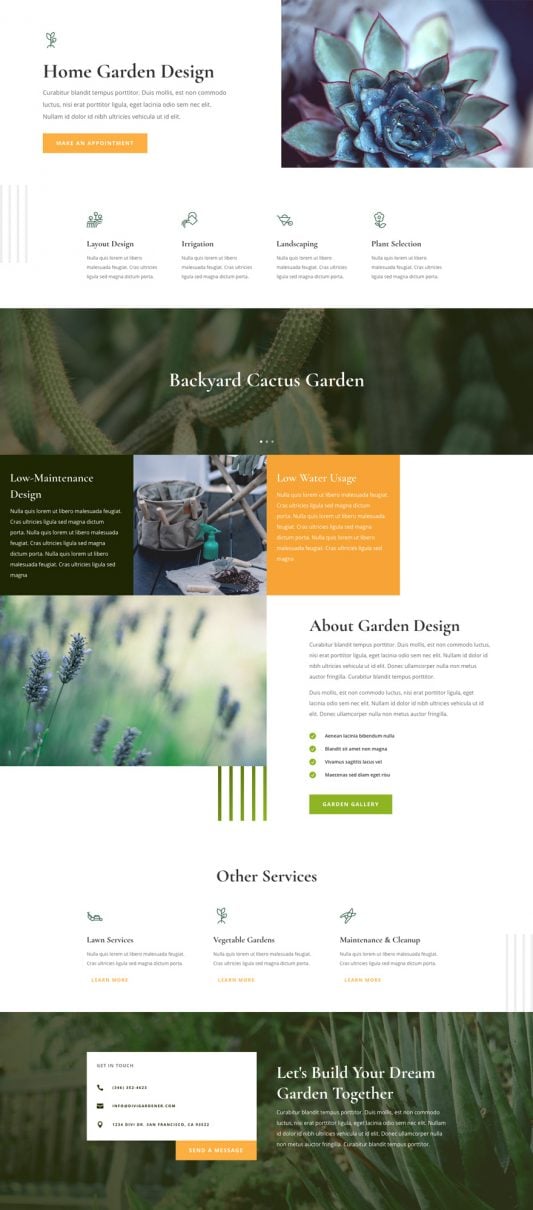 Home Garden Design
Curabitur blandit tempus porttitor. Duis mollis, est non commodo
luctus, nisi erat porttitor ligula, eget lacinia odio sem nec elit.
Nullam id dolor id nibh ultricies vehicula ut id elit.
MAKE AN APPOINTMENT
Layout Design
Nulla quis lorem ut libero
malesuada feugiat. Cras ultricies
ligula sed magna dictum porta.
Irrigation
Nulla quis lorem ut libero
malesuada feugiat. Cras ultricies
ligula sed magna dictum porta.
Landscaping
Nulla quis lorem ut libero
malesuada feugiat. Cras ultricies
ligula sed magna dictum porta.
Plant Selection
Nulla quis lorem ut libero
malesuada feugiat. Cras ultricies
ligula sed magna dictum porta.
Backyard Cactus Garden
Low-Maintenance
Design
Nulla quis lorem ut libero malesuada feugiat.
Cras ultricies ligula sed magna dictum
porta. Nulla quis lorem ut libero malesuada
feugiat. Cras ultricies ligula sed magna
dictum porta. Nulla quis lorem ut libero
malesuada feugiat. Cras ultricies ligula sed
magna
Low Water Usage
Nulla quis lorem ut libero malesuada feugiat.
Cras ultricies ligula sed magna dictum
porta. Nulla quis lorem ut libero malesuada
feugiat. Cras ultricies ligula sed magna
dictum porta. Nulla quis lorem ut libero
malesuada feugiat. Cras ultricies ligula sed
magna
About Garden Design
Curabitur blandit tempus porttitor. Duis mollis, est non commodo luctus,
nisi erat porttitor ligula, eget lacinia odio sem nec elit. Nullam id dolor id
nibh ultricies vehicula ut id elit. Donec ullamcorper nulla non metus
auctor fringilla. Curabitur blandit tempus porttitor.
Duis mollis, est non commodo luctus, nisi erat porttitor ligula, eget
lacinia odio sem nec elit. Nullam id dolor id nibh ultricies vehicula ut id
elit. Donec ullamcorper nulla non metus auctor fringilla.
Aenean lacinia bibendum nulla
Blandit sit amet non magna
Vivamus sagittis lacus vel
Maecenas sed diam eget risu
GARDEN GALLERY
Other Services
Lawn Services
Nulla quis lorem ut libero malesuada feugiat.
Cras ultricies ligula sed magna dictum porta.
LEARN MORE
Vegetable Gardens
Nulla quis lorem ut libero malesuada feugiat.
Cras ultricies ligula sed magna dictum porta.
LEARN MORE
Maintenance & Cleanup
Nulla quis lorem ut libero malesuada feugiat.
Cras ultricies ligula sed magna dictum porta.
LEARN MORE
GET IN TOUCH
(346) 352-4623
INFO@DIVIGARDENER.COM
1234 DIVI DR. SAN FRANCISCO, CA 93522
SEND A MESSAGE
Let's Build Your Dream
Garden Together
Curabitur blandit tempus porttitor. Duis mollis, est non commodo
luctus, nisi erat porttitor ligula, eget lacinia odio sem nec elit. Nullam
id dolor id nibh ultricies vehicula ut id elit. Donec ullamcorper nulla
non metus auctor fringilla. Curabitur blandit tempus porttitor.